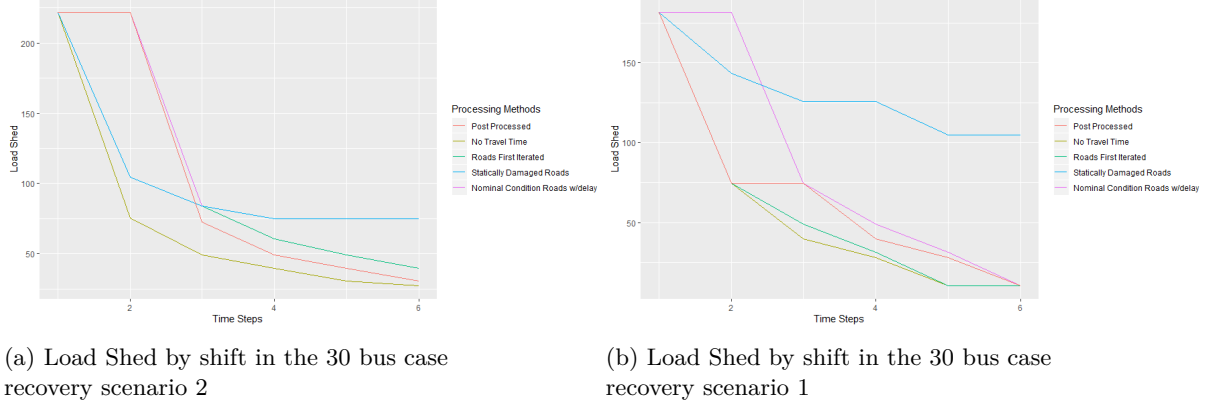 200
150
100
50
Load Shed
2
4
6
Time Steps
Processing Methods
Post Processed
No Travel Time
Roads First Iterated
Statically Damaged Roads
Nominal Condition Roads w/delay
(a) Load Shed by shift in the 30 bus case
recovery scenario 2
150
100
50
Load Shed
2
4
6
Time Steps
Processing Methods
Post Processed
No Travel Time
Roads First Iterated
Statically Damaged Roads
Nominal Condition Roads w/delay
(b) Load Shed by shift in the 30 bus case
recovery scenario 1